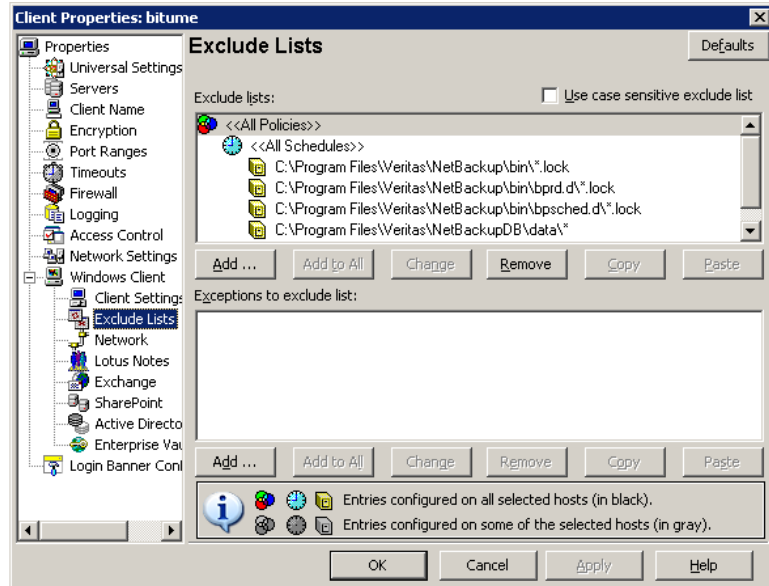 Client Properties: bitume
Properties
Universal Settings
Servers
Client Name
Encryption
Port Ranges
Timeouts
Firewall
Logging
Access Control
Network Settings
Windows Client
Client Settings
Exclude Lists
Network
Lotus Notes
Exchange
SharePoint
Active Directo
Enterprise Vau
Login Banner Conf
Exclude Lists
Defaults
Exclude lists:
Use case sensitive exclude list
<<All Policies>>
<<All Schedules>>
C:\Program Files\Veritas\NetBackup\bin\*.lock
C:\Program Files\Veritas\NetBackup\bin\bprd.d\*.lock
C:\Program Files\Veritas\NetBackup\bin\bpsched.d\*.lock
C:\Program Files\Veritas\NetBackupDB\data\*
Add ... Add to All Change Remove Copy Paste
Exceptions to exclude list:
Add ... Add to All Change Remove Copy Paste
Entries configured on all selected hosts (in black).
Entries configured on some of the selected hosts (in gray).
OK Cancel Apply Help